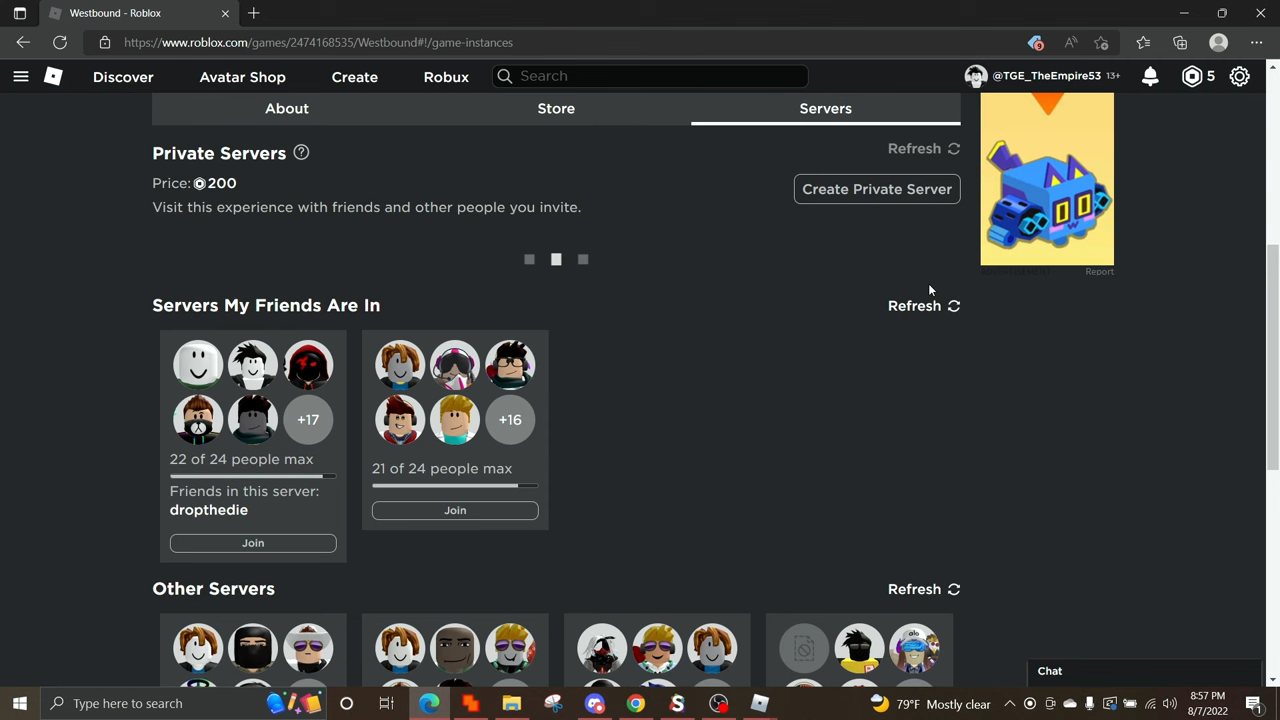 Westbound - Roblox
https://www.roblox.com/games/2474168535/Westbound#!/game-instances
9
Discover
Avatar Shop
Create
Robux
Search
@TGE_TheEmpire53 13+
5
About
Store
Servers
Private Servers ?
Refresh
Price: 200
Create Private Server
Visit this experience with friends and other people you invite.
ADVERTISEMENT
Report
Servers My Friends Are In
Refresh
+17
+16
22 of 24 people max
21 of 24 people max
Friends in this server:
dropthedie
Join
Join
Other Servers
Refresh
alo
Chat
Type here to search
79°F Mostly clear
8:57 PM
8/7/2022
1